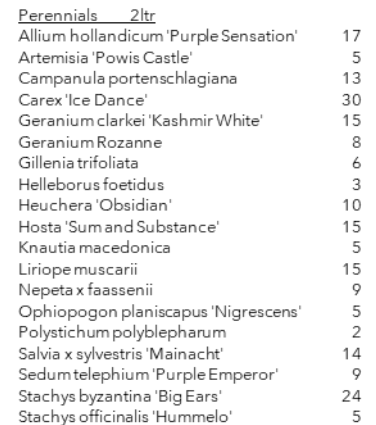 Perennials 2ltr
Allium hollandicum 'Purple Sensation' 17
Artemisia 'Powis Castle' 5
Campanula portenschlagiana 13
Carex 'Ice Dance' 30
Geranium clarkei 'Kashmir White' 15
Geranium Rozanne 8
Gillenia trifoliata 6
Helleborus foetidus 3
Heuchera 'Obsidian' 10
Hosta 'Sum and Substance' 15
Knautia macedonica 5
Liriope muscarii 15
Nepeta x faassenii 9
Ophiopogon planiscapus 'Nigrescens' 5
Polystichum polyblepharum 2
Salvia x sylvestris 'Mainacht' 14
Sedum telephium 'Purple Emperor' 9
Stachys byzantina 'Big Ears' 24
Stachys officinalis 'Hummelo' 5